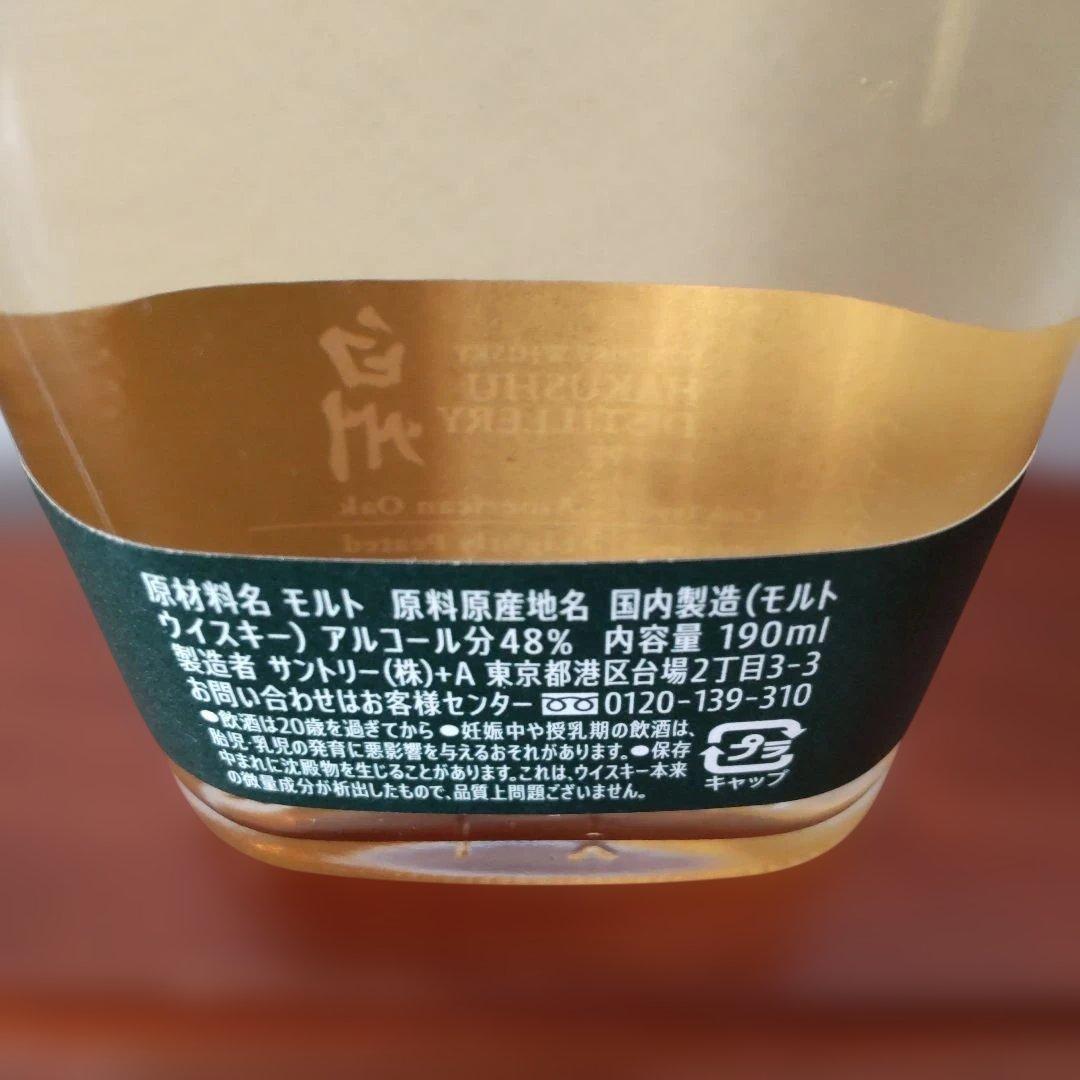 白州
HAKUSHU
DISTILLERY
American Oak
Lightly Peated
原材料名 モルト 原料原産地名 国内製造(モルト
ウイスキー) アルコール分48% 内容量 190ml
製造者 サントリー(株)+A 東京都港区台場2丁目3-3
お問い合わせはお客様センター 0120-139-310
●飲酒は20歳を過ぎてから ●妊娠中や授乳期の飲酒は、
胎児・乳児の発育に悪影響を与えるおそれがあります。●保存
中まれに沈殿物を生じることがあります。これは、ウイスキー本来
の微量成分が析出したもので、品質上問題ございません。
プラ
キャップ